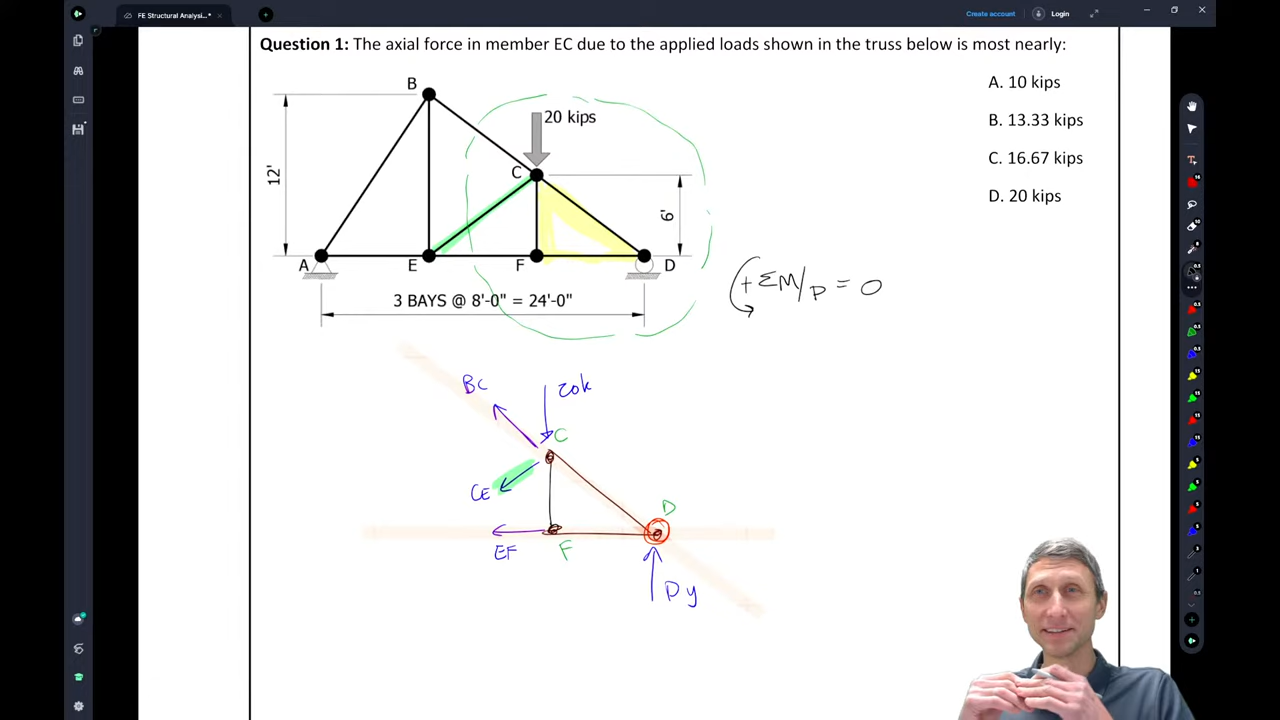 FE Structural Analysi...*
Create account
Login
Question 1: The axial force in member EC due to the applied loads shown in the truss below is most nearly:
A. 10 kips
B. 13.33 kips
C. 16.67 kips
D. 20 kips
B
20 kips
12'
C
6'
A
E
F
D
3 BAYS @ 8'-0" = 24'-0"
+ ΣM/D = 0
BC
20k
C
CE
D
EF
F
Dy